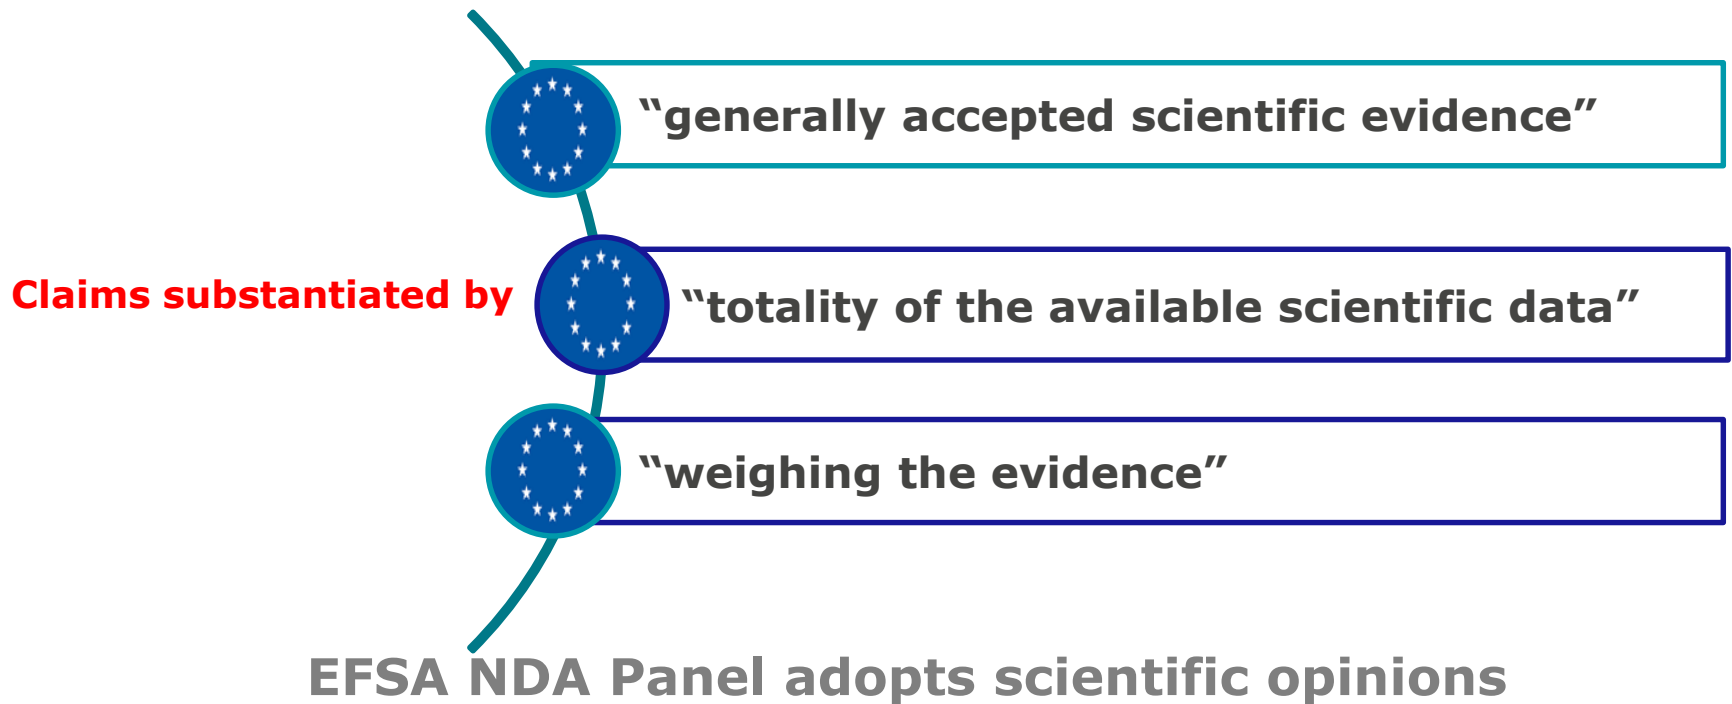 “generally accepted scientific evidence”
Claims substantiated by
“totality of the available scientific data”
“weighing the evidence”
EFSA NDA Panel adopts scientific opinions